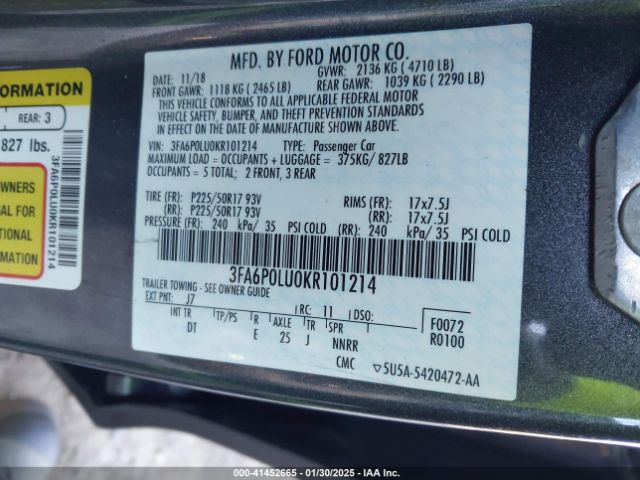 FORMATION
REAR: 3
827 lbs.
WNERS
UAL FOR
TIONAL
ATION
3FA6P0LU0KR101214
MFD. BY FORD MOTOR CO.
DATE: 11/18 GVWR: 2136 KG ( 4710 LB)
FRONT GAWR: 1118 KG ( 2465 LB) REAR GAWR: 1039 KG ( 2290 LB)
THIS VEHICLE CONFORMS TO ALL APPLICABLE FEDERAL MOTOR
VEHICLE SAFETY, BUMPER, AND THEFT PREVENTION STANDARDS
IN EFFECT ON THE DATE OF MANUFACTURE SHOWN ABOVE.
VIN: 3FA6P0LU0KR101214 TYPE: Passenger Car
MAXIMUM LOAD = OCCUPANTS + LUGGAGE = 375KG/ 827LB
OCCUPANTS = 5 TOTAL; 2 FRONT, 3 REAR
TIRE (FR): P225/50R17 93V RIMS (FR): 17x7.5J
(RR): P225/50R17 93V (RR): 17x7.5J
PRESSURE (FR): 240 kPa/ 35 PSI COLD (RR): 240 kPa/ 35 PSI COLD
3FA6P0LU0KR101214
TRAILER TOWING - SEE OWNER GUIDE
EXT PNT: J7 RC: 11 DSO:
INT TR TP/PS R AXLE TR SPR F0072
DT E 25 J NNRR R0100
CMC 5U5A-5420472-AA
000-41452665 - 01/30/2025 - IAA Inc.